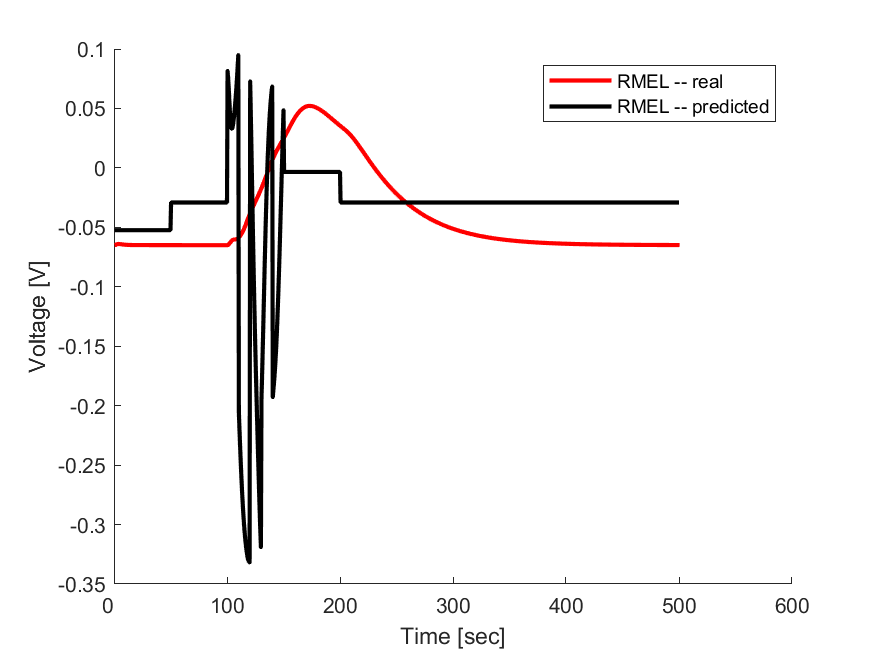 0.1
0.05
0
-0.05
-0.1
-0.15
-0.2
-0.25
-0.3
-0.35
Voltage [V]
RMEL -- real
RMEL -- predicted
0 100 200 300 400 500 600
Time [sec]